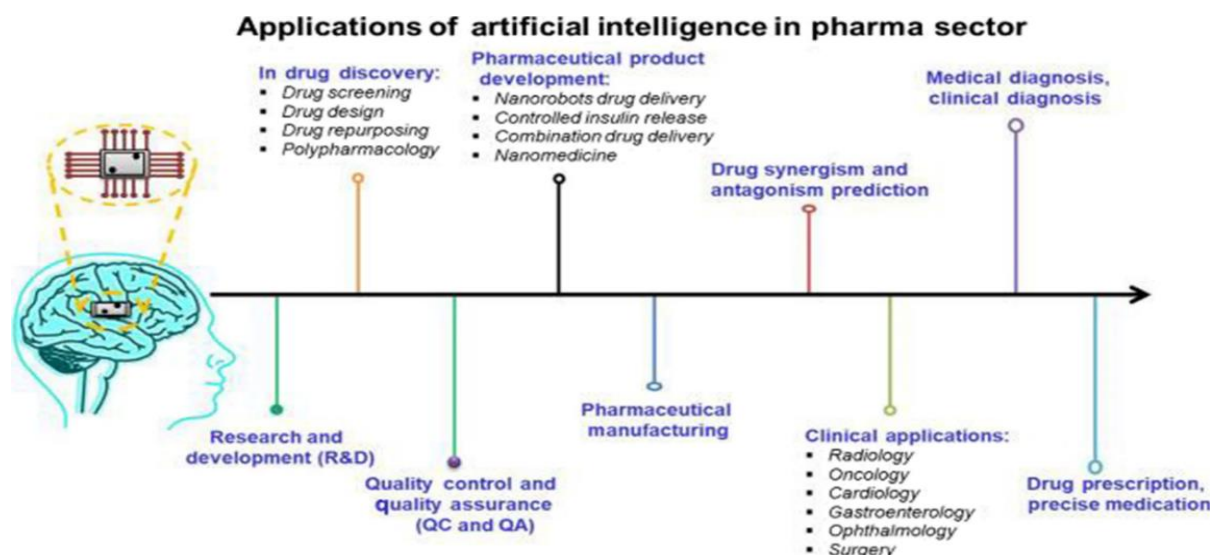 Applications of artificial intelligence in pharma sector
In drug discovery:
▪ Drug screening
▪ Drug design
▪ Drug repurposing
▪ Polypharmacology
Pharmaceutical product
development:
▪ Nanorobots drug delivery
▪ Controlled insulin release
▪ Combination drug delivery
▪ Nanomedicine
Drug synergism and
antagonism prediction
Medical diagnosis,
clinical diagnosis
Research and
development (R&D)
Quality control and
quality assurance
(QC and QA)
Pharmaceutical
manufacturing
Clinical applications:
▪ Radiology
▪ Oncology
▪ Cardiology
▪ Gastroenterology
▪ Ophthalmology
▪ Surgery
Drug prescription,
precise medication